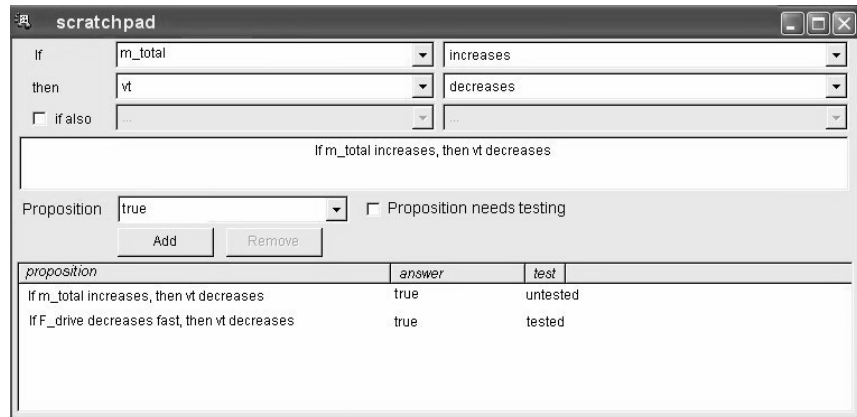 scratchpad
If m_total increases
then vt decreases
if also ... ...
If m_total increases, then vt decreases
Proposition true Proposition needs testing
Add Remove
proposition answer test
If m_total increases, then vt decreases true untested
If F_drive decreases fast, then vt decreases true tested